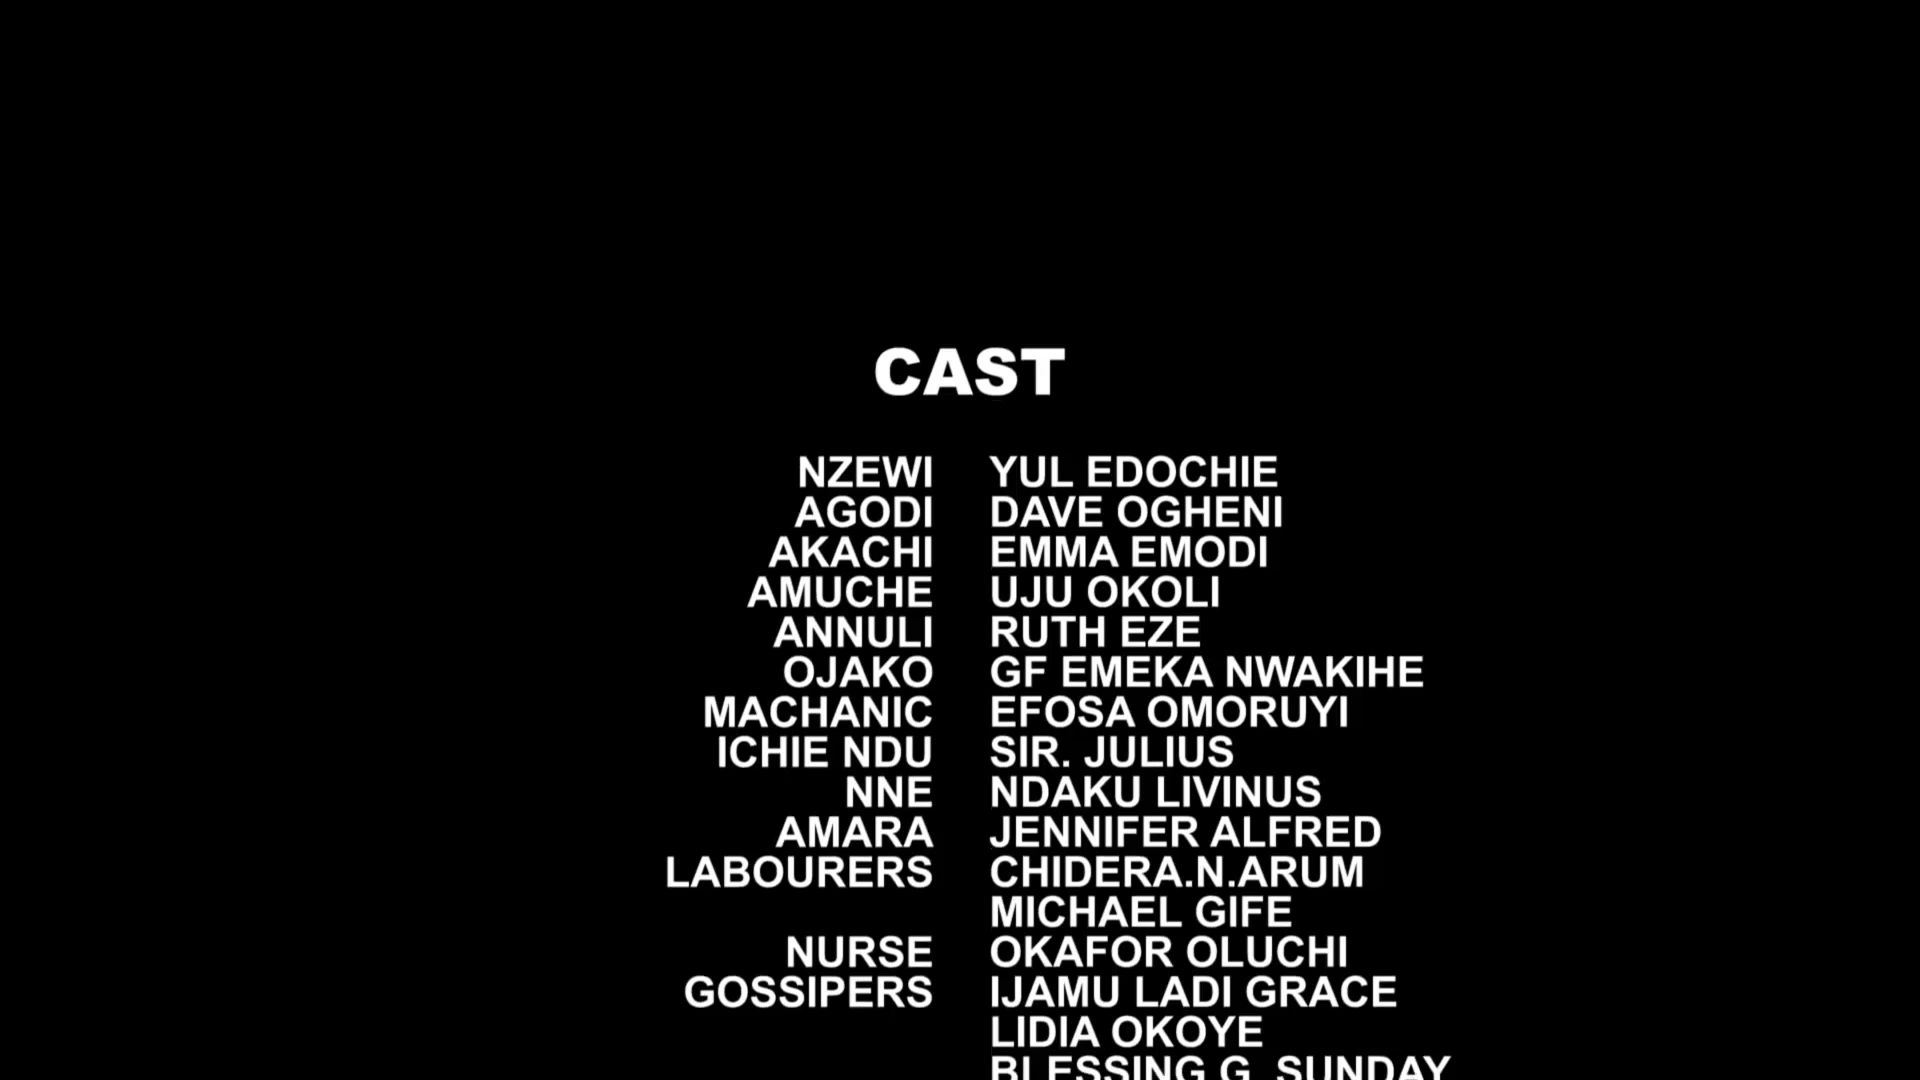 CAST
NZEWI YUL EDOCHIE
AGODI DAVE OGHENI
AKACHI EMMA EMODI
AMUCHE UJU OKOLI
ANNULI RUTH EZE
OJAKO GF EMEKA NWAKIHE
MACHANIC EFOSA OMORUYI
ICHIE NDU SIR. JULIUS
NNE NDAKU LIVINUS
AMARA JENNIFER ALFRED
LABOURERS CHIDERA.N.ARUM
MICHAEL GIFE
NURSE OKAFOR OLUCHI
GOSSIPERS IJAMU LADI GRACE
LIDIA OKOYE
BLESSING G. SUNDAY